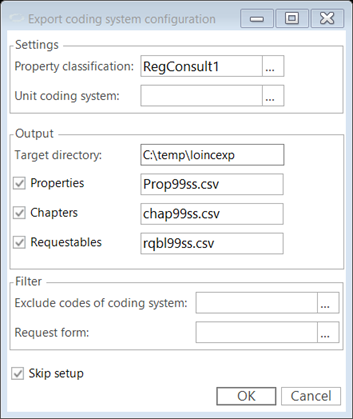 Export coding system configuration
Settings
Property classification: RegConsult1 ...
Unit coding system: ...
Output
Target directory: C:\temp\loincexp
Properties Prop99ss.csv
Chapters chap99ss.csv
Requestables rqbl99ss.csv
Filter
Exclude codes of coding system: ...
Request form: ...
Skip setup
OK Cancel